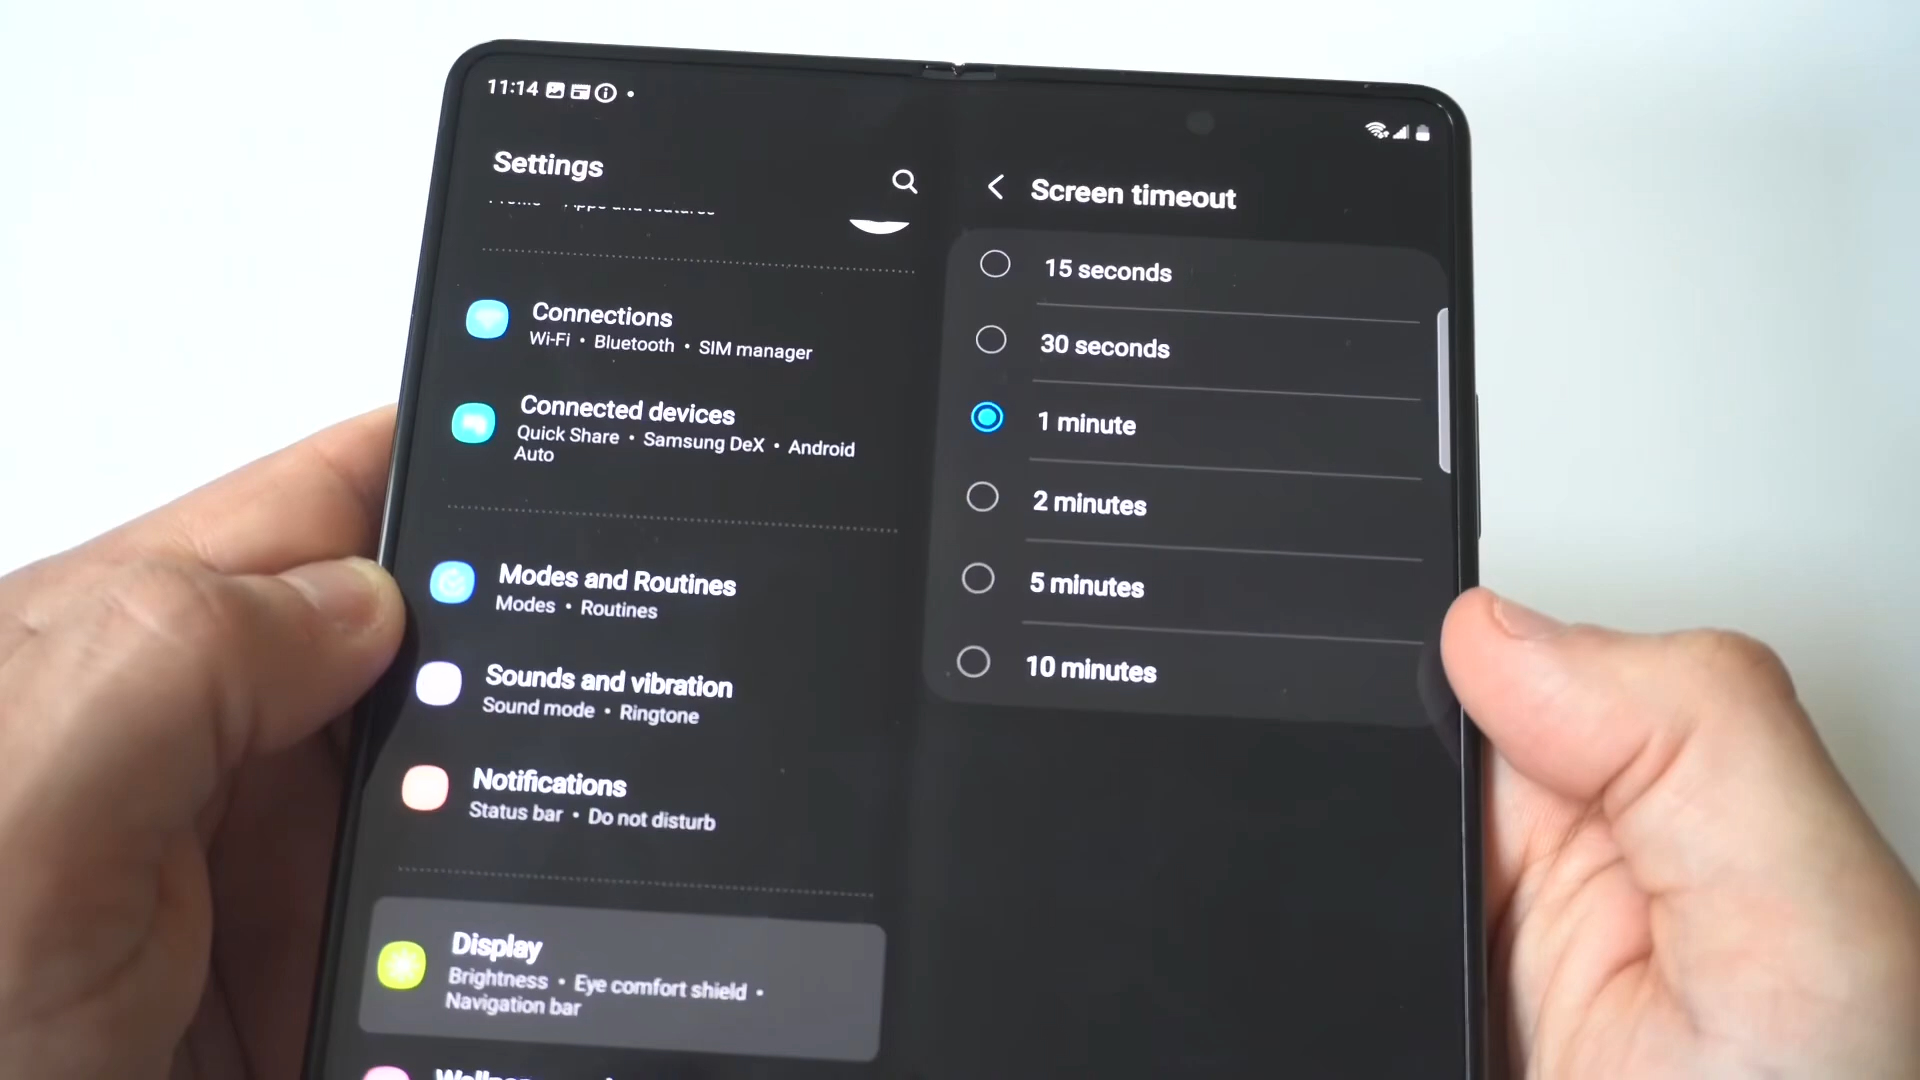 11:14
Settings
Connections
Wi-Fi • Bluetooth • SIM manager
Connected devices
Quick Share • Samsung DeX • Android
Auto
Modes and Routines
Modes • Routines
Sounds and vibration
Sound mode • Ringtone
Notifications
Status bar • Do not disturb
Display
Brightness • Eye comfort shield •
Navigation bar
Screen timeout
15 seconds
30 seconds
1 minute
2 minutes
5 minutes
10 minutes